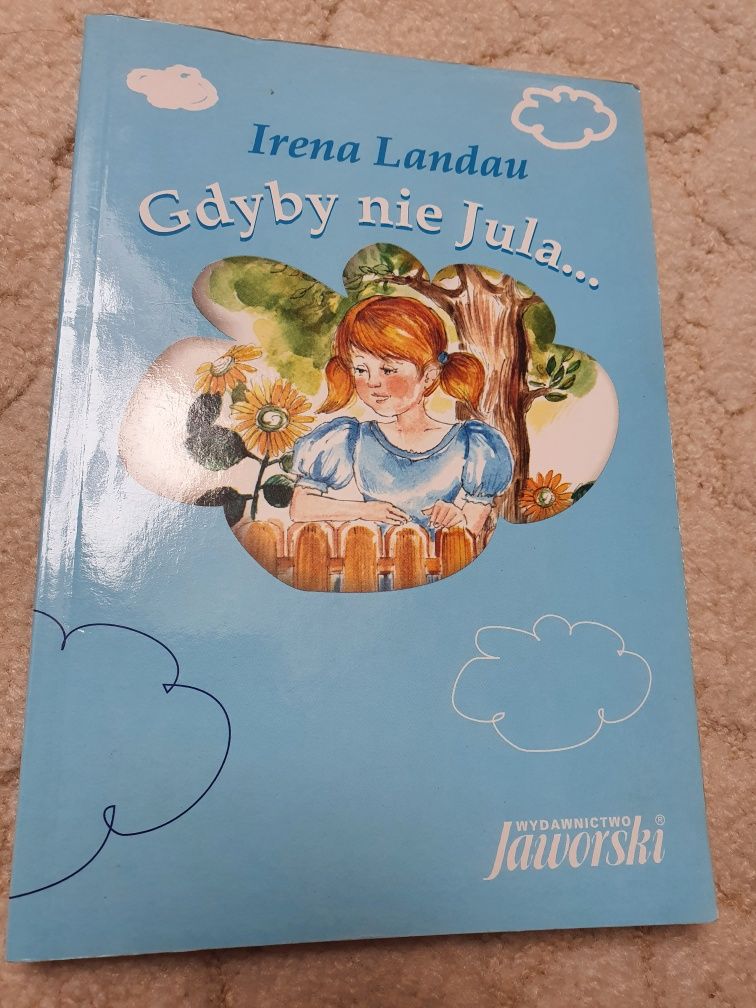 Irena Landau
Gdyby nie Jula...
WYDAWNICTWO
Jaworski®